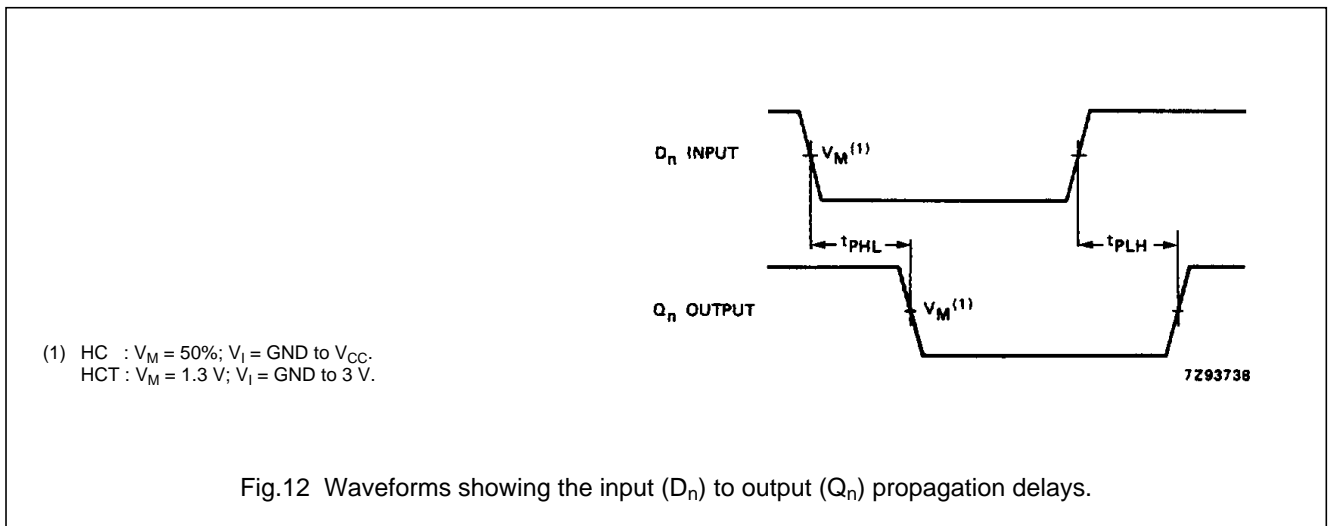 Dn INPUT
VM(1)
tPHL
tPLH
Qn OUTPUT
VM(1)
(1) HC : VM = 50%; VI = GND to VCC.
HCT : VM = 1.3 V; VI = GND to 3 V.
7Z93738
Fig.12 Waveforms showing the input (Dn) to output (Qn) propagation delays.